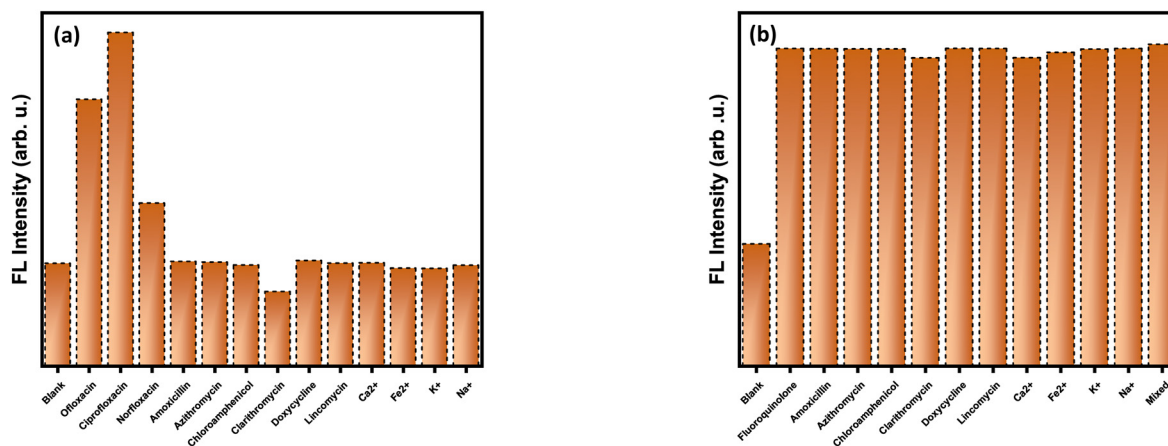 (a)
FL Intensity (arb. u.)
Blank
Ofloxacin
Ciprofloxacin
Norfloxacin
Amoxicillin
Azithromycin
Chloroamphenicol
Clarithromycin
Doxycycline
Lincomycin
Ca2+
Fe2+
K+
Na+
(b)
FL Intensity (arb .u.)
Blank
Fluoroquinolone
Amoxicillin
Azithromycin
Chloroamphenicol
Clarithromycin
Doxycycline
Lincomycin
Ca2+
Fe2+
K+
Na+
Mixed